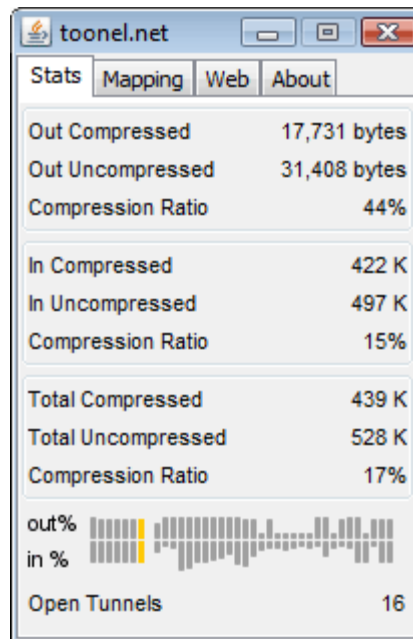 toonel.net
Stats Mapping Web About
Out Compressed 17,731 bytes
Out Uncompressed 31,408 bytes
Compression Ratio 44%
In Compressed 422 K
In Uncompressed 497 K
Compression Ratio 15%
Total Compressed 439 K
Total Uncompressed 528 K
Compression Ratio 17%
out%
in %
Open Tunnels 16